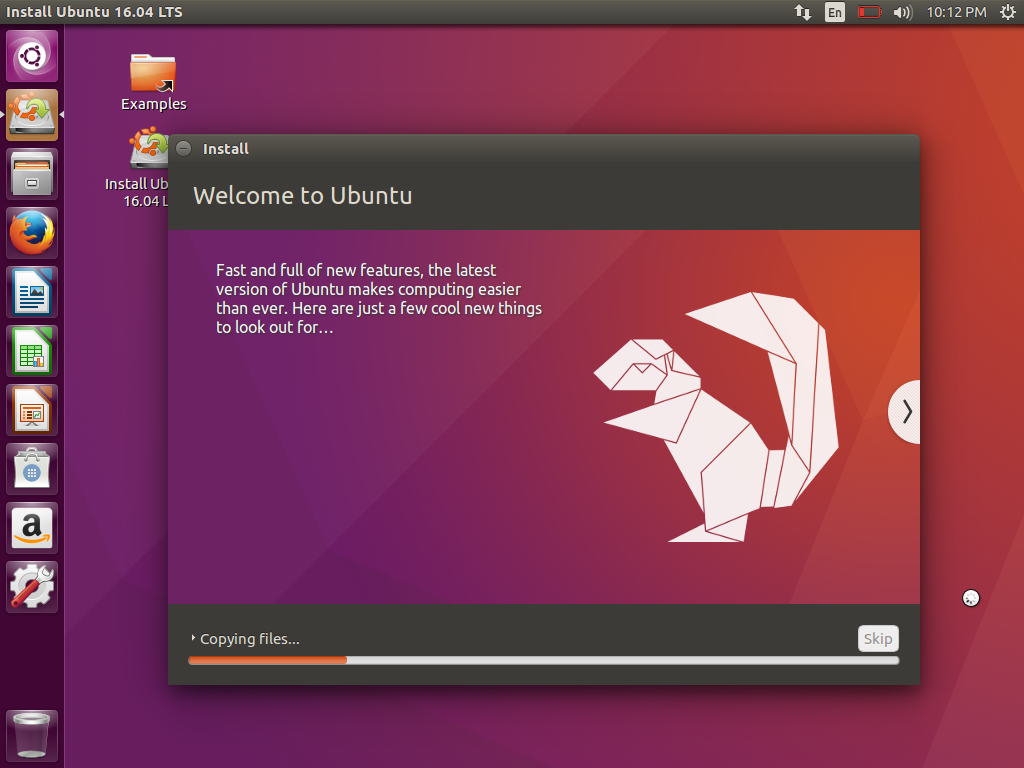 Install Ubuntu 16.04 LTS
En
10:12 PM
Examples
Install Ub
16.04 L
Install
Welcome to Ubuntu
Fast and full of new features, the latest
version of Ubuntu makes computing easier
than ever. Here are just a few cool new things
to look out for…
Copying files...
Skip
a